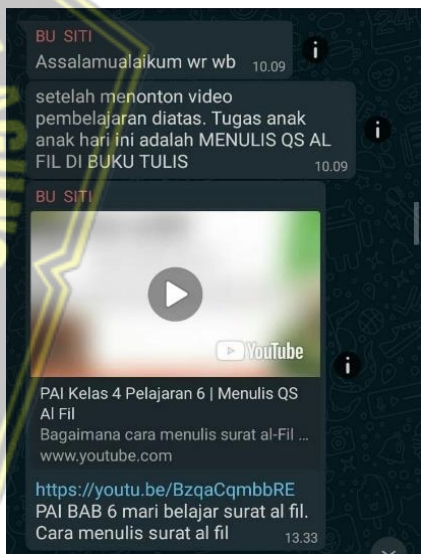 BU SITI
Assalamualaikum wr wb 10.09
setelah menonton video
pembelajaran diatas. Tugas anak
anak hari ini adalah MENULIS QS AL
FIL DI BUKU TULIS
10.09
BU SITI
YouTube
PAI Kelas 4 Pelajaran 6 | Menulis QS
Al Fil
Bagaimana cara menulis surat al-Fil ...
www.youtube.com
https://youtu.be/BzqaCqmbbRE
PAI BAB 6 mari belajar surat al fil.
Cara menulis surat al fil 13.33